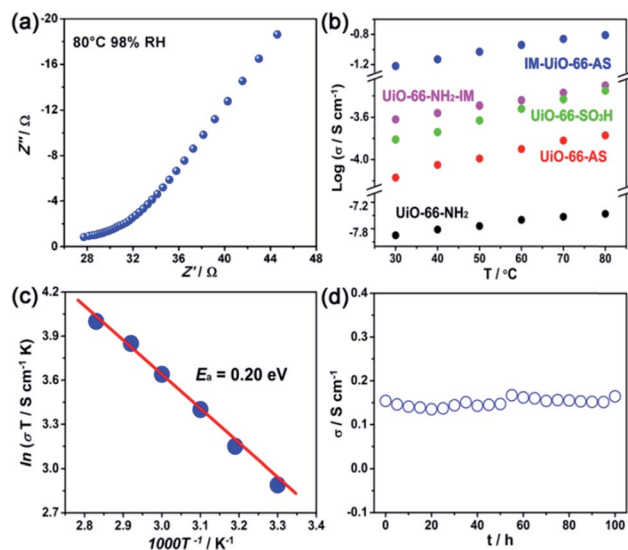 (a)
80°C 98% RH
-20
-16
-12
-8
-4
0
Z''/ Ω
28 32 36 40 44 48
Z'/ Ω
(b)
-0.8
-1.2
-3.6
-4.0
-7.2
-7.8
Log (σ / S cm⁻¹)
IM-UiO-66-AS
UiO-66-NH₂-IM
UiO-66-SO₃H
UiO-66-AS
UiO-66-NH₂
30 40 50 60 70 80
T / °C
(c)
4.2
3.9
3.6
3.3
3.0
2.7
ln (σT / S cm⁻¹ K)
Eₐ = 0.20 eV
2.8 2.9 3.0 3.1 3.2 3.3 3.4
1000T⁻¹ / K⁻¹
(d)
0.4
0.3
0.2
0.1
0.0
σ / S cm⁻¹
0 20 40 60 80 100
t / h